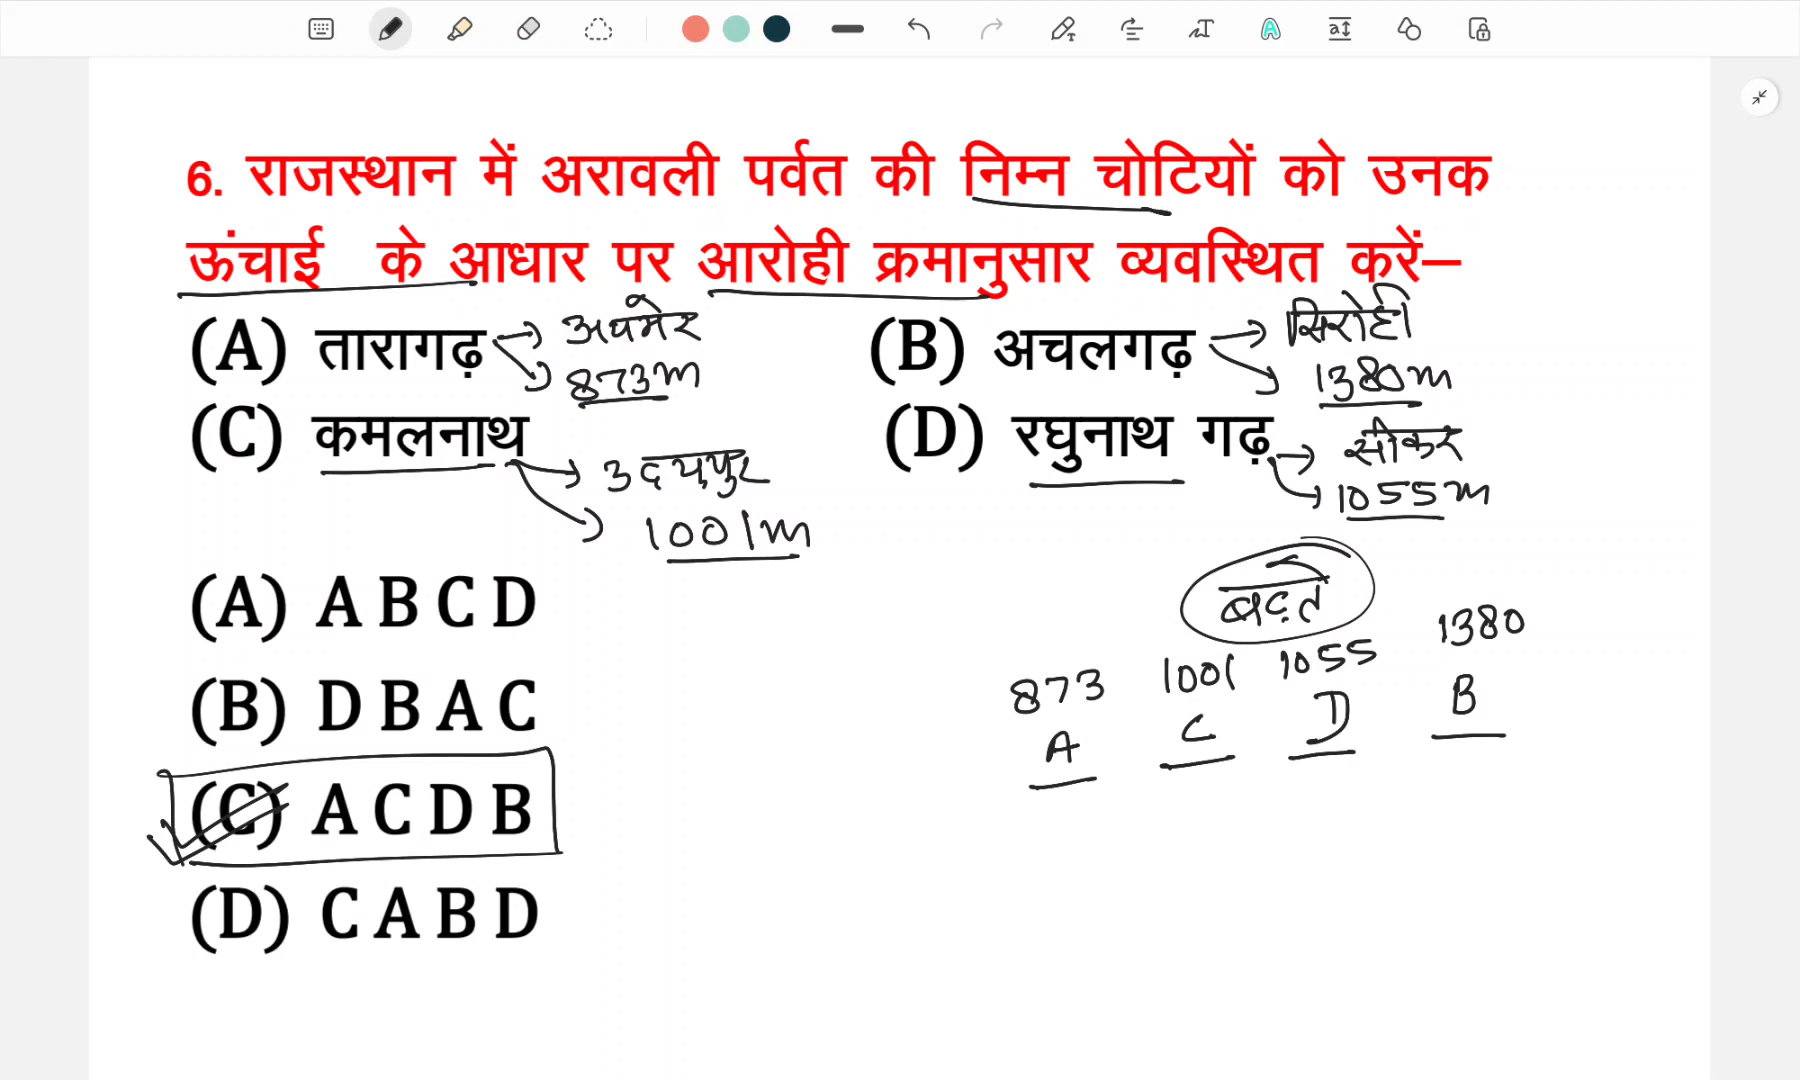 6. राजस्थान में अरावली पर्वत की निम्न चोटियों को उनक
ऊंचाई के आधार पर आरोही क्रमानुसार व्यवस्थित करें–
(A) तारागढ़ → अजमेर → 873m
(B) अचलगढ़ → सिरोही → 1380m
(C) कमलनाथ → उदयपुर → 1001m
(D) रघुनाथ गढ़ → सीकर → 1055m
(A) A B C D
(B) D B A C
(C) A C D B
(D) C A B D
बढ़ते
873 1001 1055 1380
A C D B